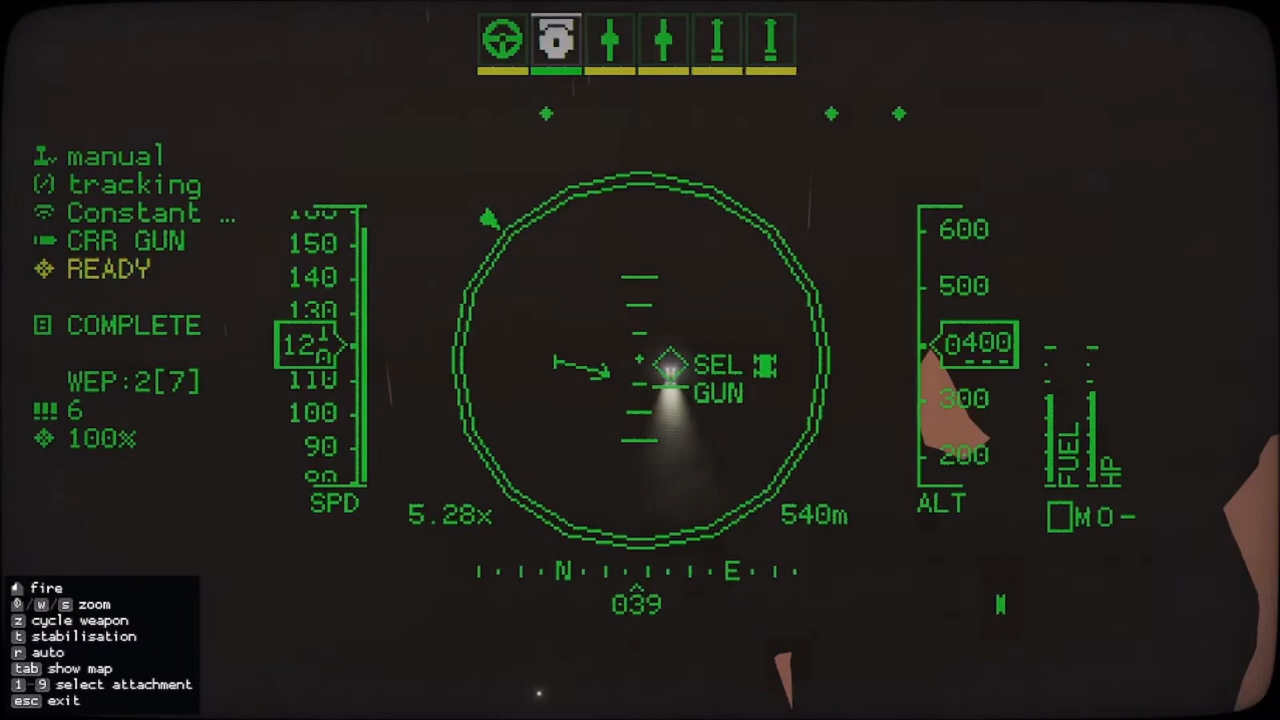 manual
tracking
Constant ...
CRR GUN
READY
COMPLETE
WEP:2[7]
6
100%
150
140
130
12
110
100
90
SPD
5.28x
SEL
GUN
540m
N E
039
600
500
0400
300
200
ALT
FUEL
HP
MO-
fire
w/s zoom
z cycle weapon
t stabilisation
r auto
tab show map
1-9 select attachment
esc exit